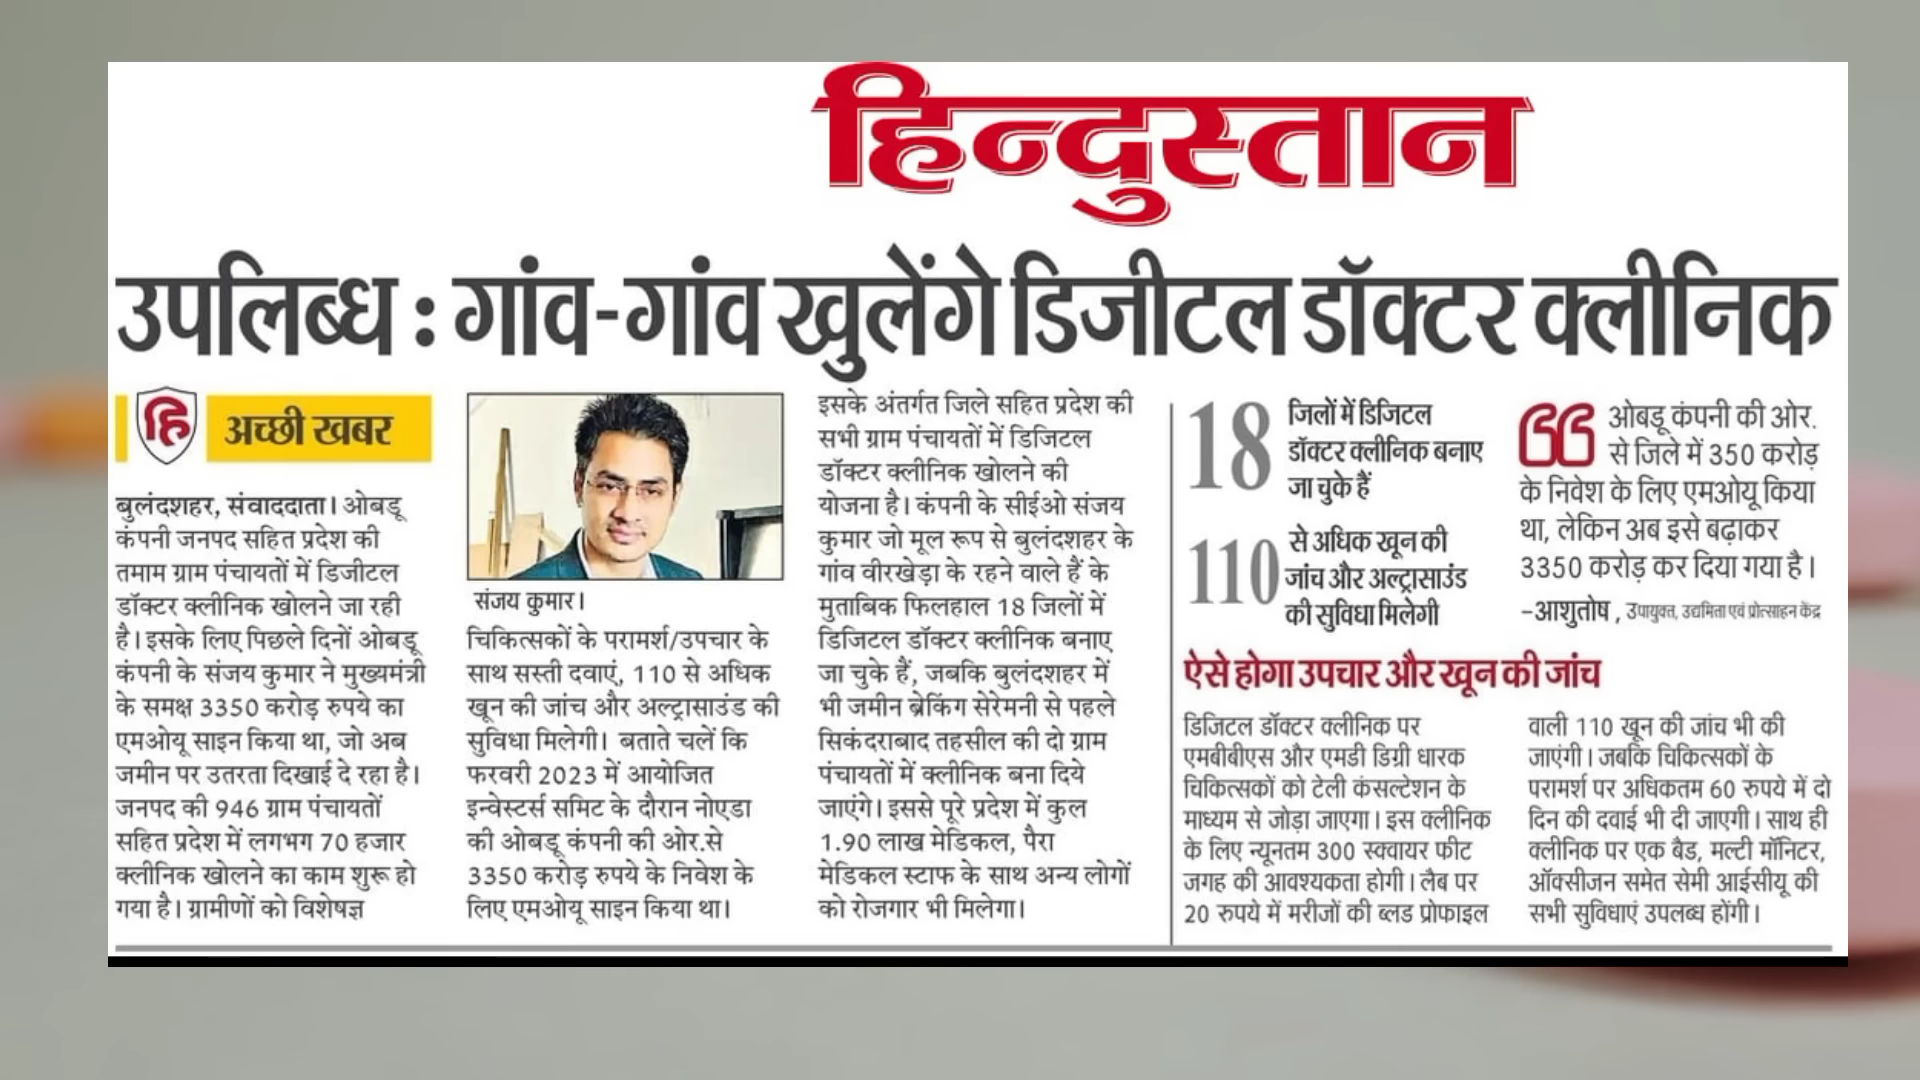 हिन्दुस्तान
उपलिब्ध : गांव-गांव खुलेंगे डिजीटल डॉक्टर क्लीनिक
हि अच्छी खबर
बुलंदशहर, संवाददाता। ओबडू
कंपनी जनपद सहित प्रदेश की
तमाम ग्राम पंचायतों में डिजीटल
डॉक्टर क्लीनिक खोलने जा रही
है। इसके लिए पिछले दिनों ओबडू
कंपनी के संजय कुमार ने मुख्यमंत्री
के समक्ष 3350 करोड़ रुपये का
एमओयू साइन किया था, जो अब
जमीन पर उतरता दिखाई दे रहा है।
जनपद की 946 ग्राम पंचायतों
सहित प्रदेश में लगभग 70 हजार
क्लीनिक खोलने का काम शुरू हो
गया है। ग्रामीणों को विशेषज्ञ
संजय कुमार।
चिकित्सकों के परामर्श/उपचार के
साथ सस्ती दवाएं, 110 से अधिक
खून की जांच और अल्ट्रासाउंड की
सुविधा मिलेगी। बताते चलें कि
फरवरी 2023 में आयोजित
इन्वेस्टर्स समिट के दौरान नोएडा
की ओबडू कंपनी की ओर.से
3350 करोड़ रुपये के निवेश के
लिए एमओयू साइन किया था।
इसके अंतर्गत जिले सहित प्रदेश की
सभी ग्राम पंचायतों में डिजिटल
डॉक्टर क्लीनिक खोलने की
योजना है। कंपनी के सीईओ संजय
कुमार जो मूल रूप से बुलंदशहर के
गांव वीरखेड़ा के रहने वाले हैं के
मुताबिक फिलहाल 18 जिलों में
डिजिटल डॉक्टर क्लीनिक बनाए
जा चुके हैं, जबकि बुलंदशहर में
भी जमीन ब्रेकिंग सेरेमनी से पहले
सिकंदराबाद तहसील की दो ग्राम
पंचायतों में क्लीनिक बना दिये
जाएंगे। इससे पूरे प्रदेश में कुल
1.90 लाख मेडिकल, पैरा
मेडिकल स्टाफ के साथ अन्य लोगों
को रोजगार भी मिलेगा।
18 जिलों में डिजिटल
डॉक्टर क्लीनिक बनाए
जा चुके हैं
110 से अधिक खून की
जांच और अल्ट्रासाउंड
की सुविधा मिलेगी
ओबडू कंपनी की ओर.
से जिले में 350 करोड़
के निवेश के लिए एमओयू किया
था, लेकिन अब इसे बढ़ाकर
3350 करोड़ कर दिया गया है।
–आशुतोष , उपायुक्त, उद्यमिता एवं प्रोत्साहन केंद्र
ऐसे होगा उपचार और खून की जांच
डिजिटल डॉक्टर क्लीनिक पर
एमबीबीएस और एमडी डिग्री धारक
चिकित्सकों को टेली कंसल्टेशन के
माध्यम से जोड़ा जाएगा। इस क्लीनिक
के लिए न्यूनतम 300 स्क्वायर फीट
जगह की आवश्यकता होगी। लैब पर
20 रुपये में मरीजों की ब्लड प्रोफाइल
वाली 110 खून की जांच भी की
जाएंगी। जबकि चिकित्सकों के
परामर्श पर अधिकतम 60 रुपये में दो
दिन की दवाई भी दी जाएगी। साथ ही
क्लीनिक पर एक बैड, मल्टी मॉनिटर,
ऑक्सीजन समेत सेमी आईसीयू की
सभी सुविधाएं उपलब्ध होंगी।